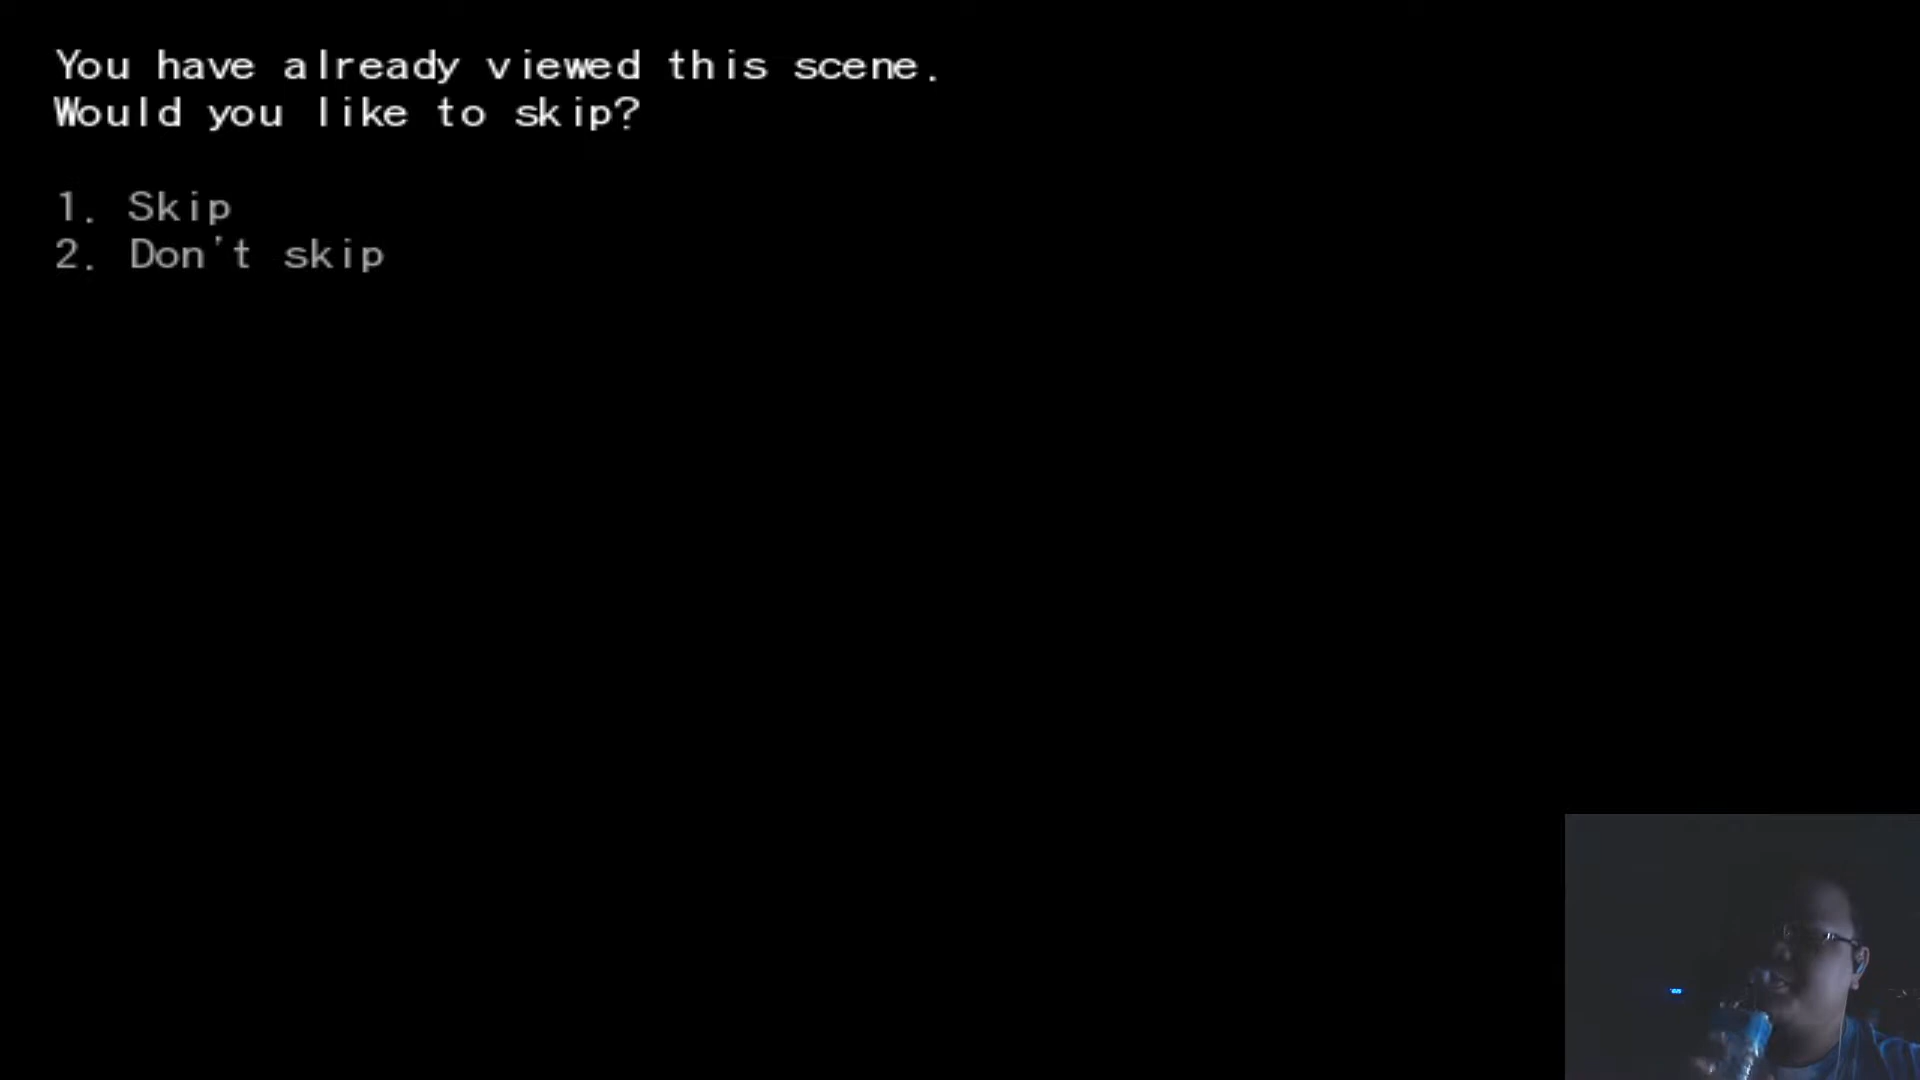 You have already viewed this scene.
Would you like to skip?
1. Skip
2. Don't skip